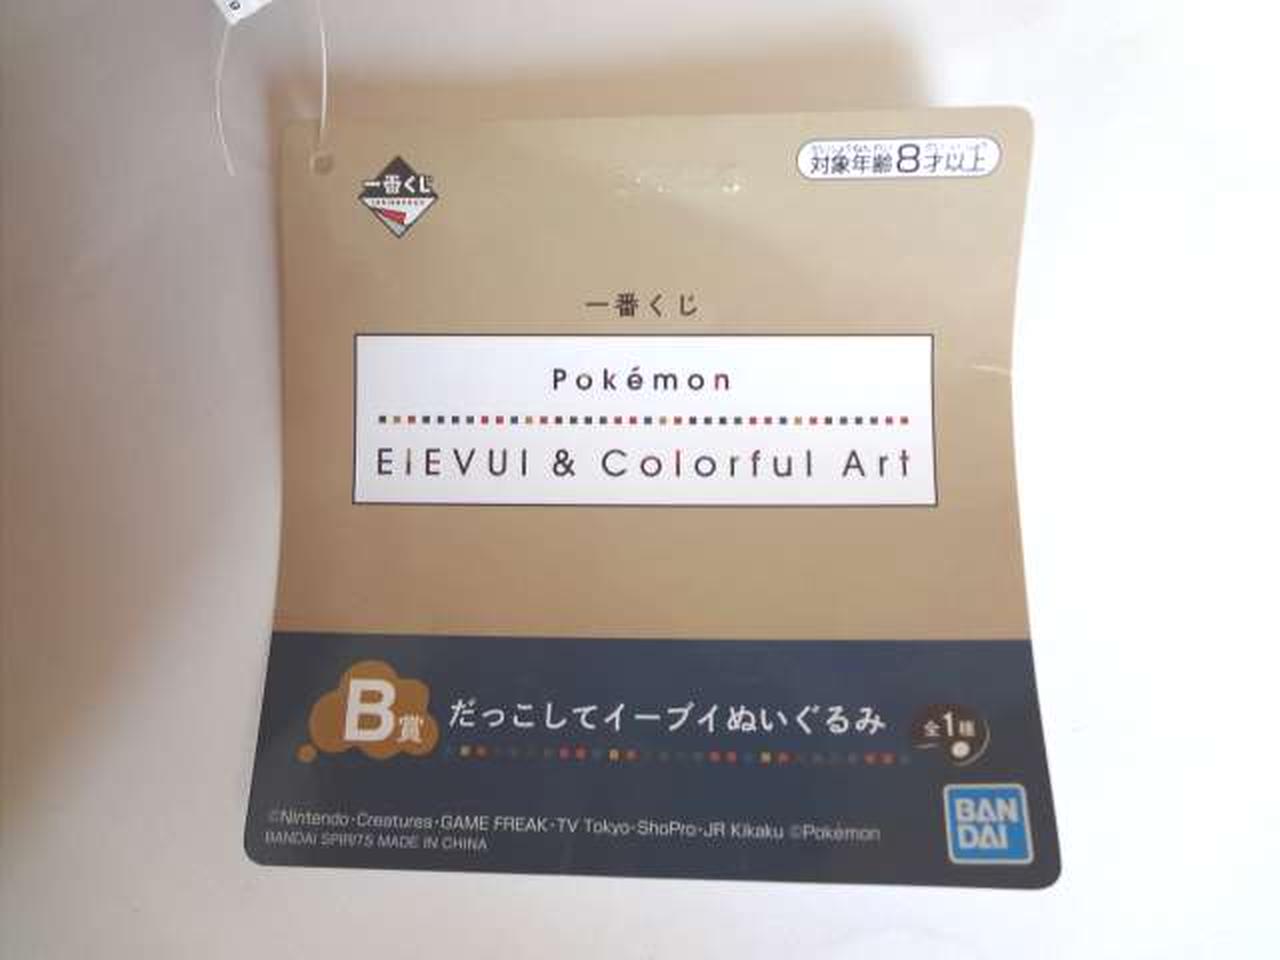 一番くじ
対象年齢8才以上
一番くじ
Pokémon
EIEVUI & Colorful Art
B賞 だっこしてイーブイぬいぐるみ 全1種
©Nintendo・Creatures・GAME FREAK・TV Tokyo・ShoPro・JR Kikaku ©Pokémon
BANDAI SPIRITS MADE IN CHINA
BAN
DAI